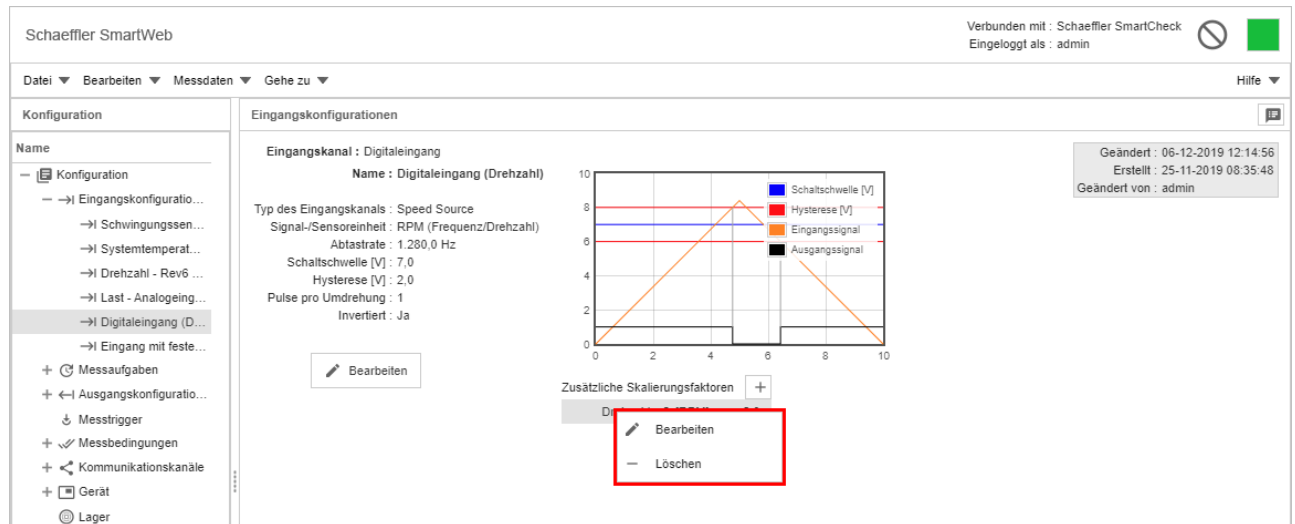 Schaeffler SmartWeb
Verbunden mit : Schaeffler SmartCheck
Eingeloggt als : admin
Datei Bearbeiten Messdaten Gehe zu Hilfe
Konfiguration
Name
Konfiguration
Eingangskonfiguratio...
Schwingungssen...
Systemtemperat...
Drehzahl - Rev6 ...
Last - Analogeing...
Digitaleingang (D...
Eingang mit feste...
Messaufgaben
Ausgangskonfiguratio...
Messtrigger
Messbedingungen
Kommunikationskanäle
Gerät
Lager
Eingangskonfigurationen
Eingangskanal : Digitaleingang
Name : Digitaleingang (Drehzahl)
Typ des Eingangskanals : Speed Source
Signal-/Sensoreinheit : RPM (Frequenz/Drehzahl)
Abtastrate : 1.280,0 Hz
Schaltschwelle [V] : 7,0
Hysterese [V] : 2,0
Pulse pro Umdrehung : 1
Invertiert : Ja
Bearbeiten
10
8
6
4
2
0
0 2 4 6 8 10
Schaltschwelle [V]
Hysterese [V]
Eingangssignal
Ausgangssignal
Zusätzliche Skalierungsfaktoren
Bearbeiten
Löschen
Geändert : 06-12-2019 12:14:56
Erstellt : 25-11-2019 08:35:48
Geändert von : admin